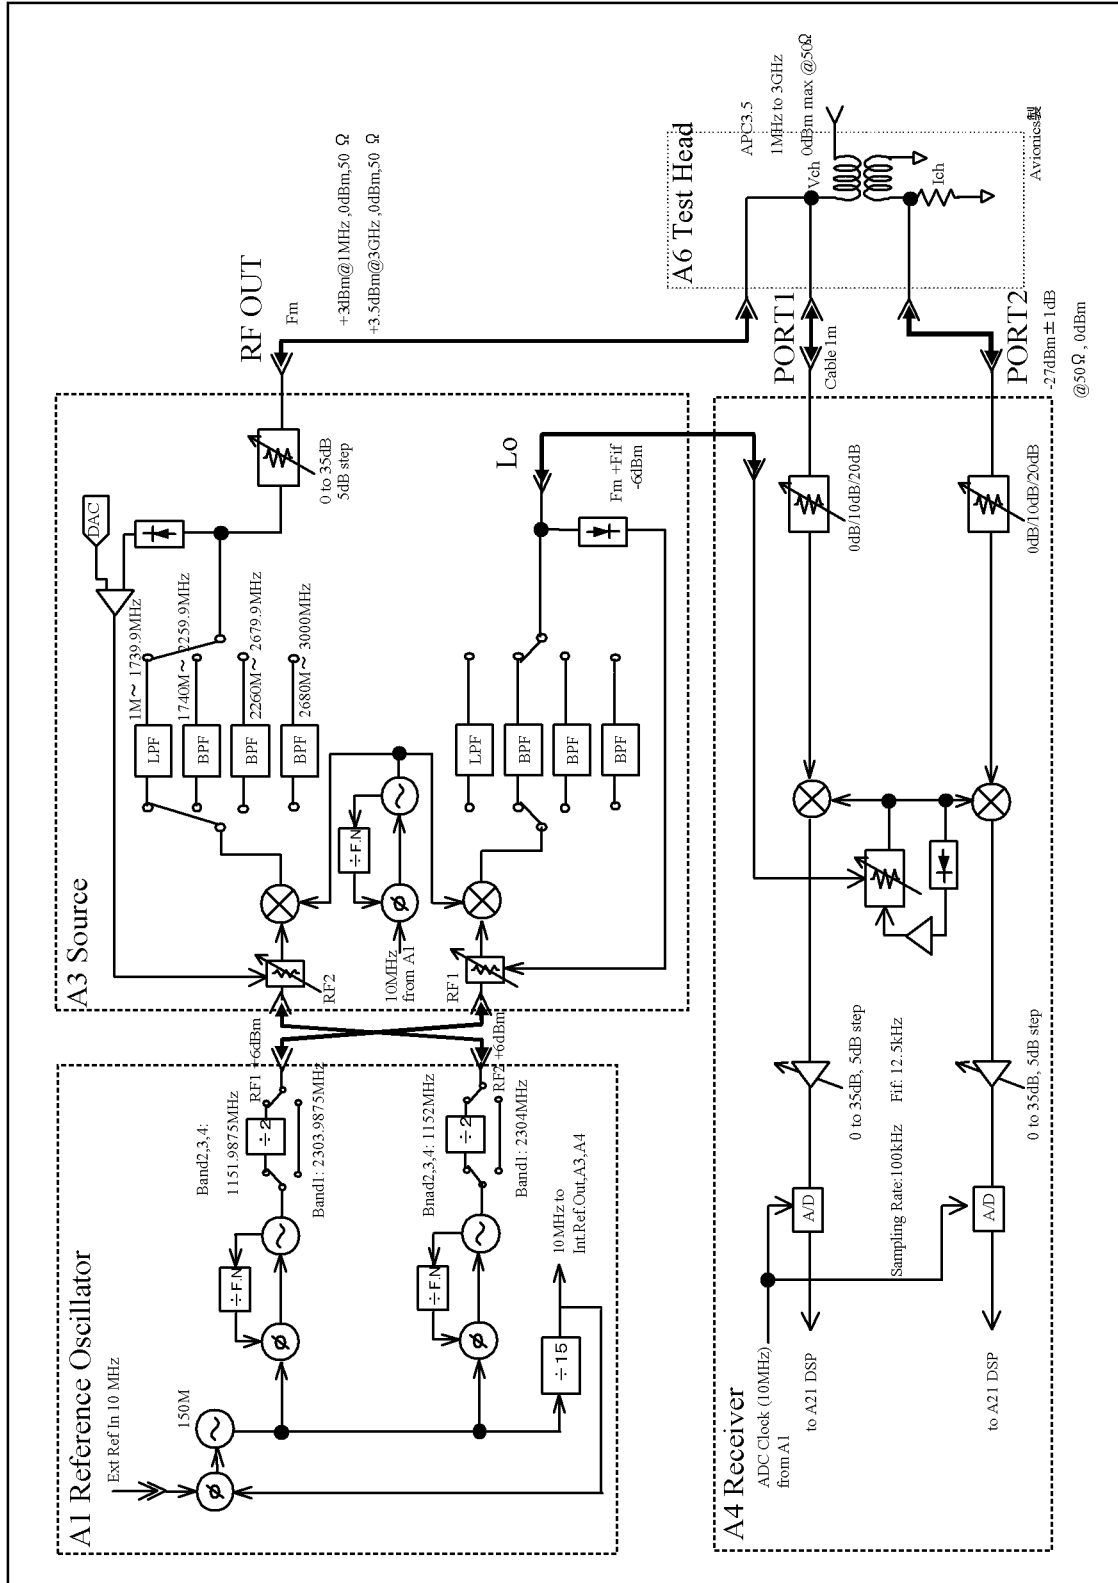 A1 Reference Oscillator
Ext Ref In 10 MHz
150M
÷F.N
÷F.N
÷15
10MHz to
Int.Ref.Out,A3,A4
Band2,3,4:
1151.9875MHz
÷2
Band1: 2303.9875MHz
RF1 +6dBm
Bnad2,3,4: 1152MHz
÷2
Band1: 2304MHz
RF2 +6dBm
A3 Source
RF2
10MHz
from A1
RF1
÷F.N
LPF
BPF
BPF
BPF
1M~ 1739.9MHz
1740M~ 2259.9MHz
2260M~ 2679.9MHz
2680M~ 3000MHz
LPF
BPF
BPF
BPF
DAC
0 to 35dB
5dB step
Lo
Fm +Fif
-6dBm
RF OUT
Fm
+3dBm@1MHz ,0dBm,50 Ω
+3.5dBm@3GHz ,0dBm,50 Ω
A4 Receiver
ADC Clock (10MHz)
from A1
to A21 DSP
to A21 DSP
A/D
A/D
Sampling Rate:100kHz
Fif: 12.5kHz
0 to 35dB, 5dB step
0 to 35dB, 5dB step
0dB/10dB/20dB
0dB/10dB/20dB
PORT1
Cable 1m
PORT2
-27dBm± 1dB
@50Ω , 0dBm
A6 Test Head
APC3.5
1MHz to 3GHz
0dBm max @50Ω
Vch
Ich
Avionics製